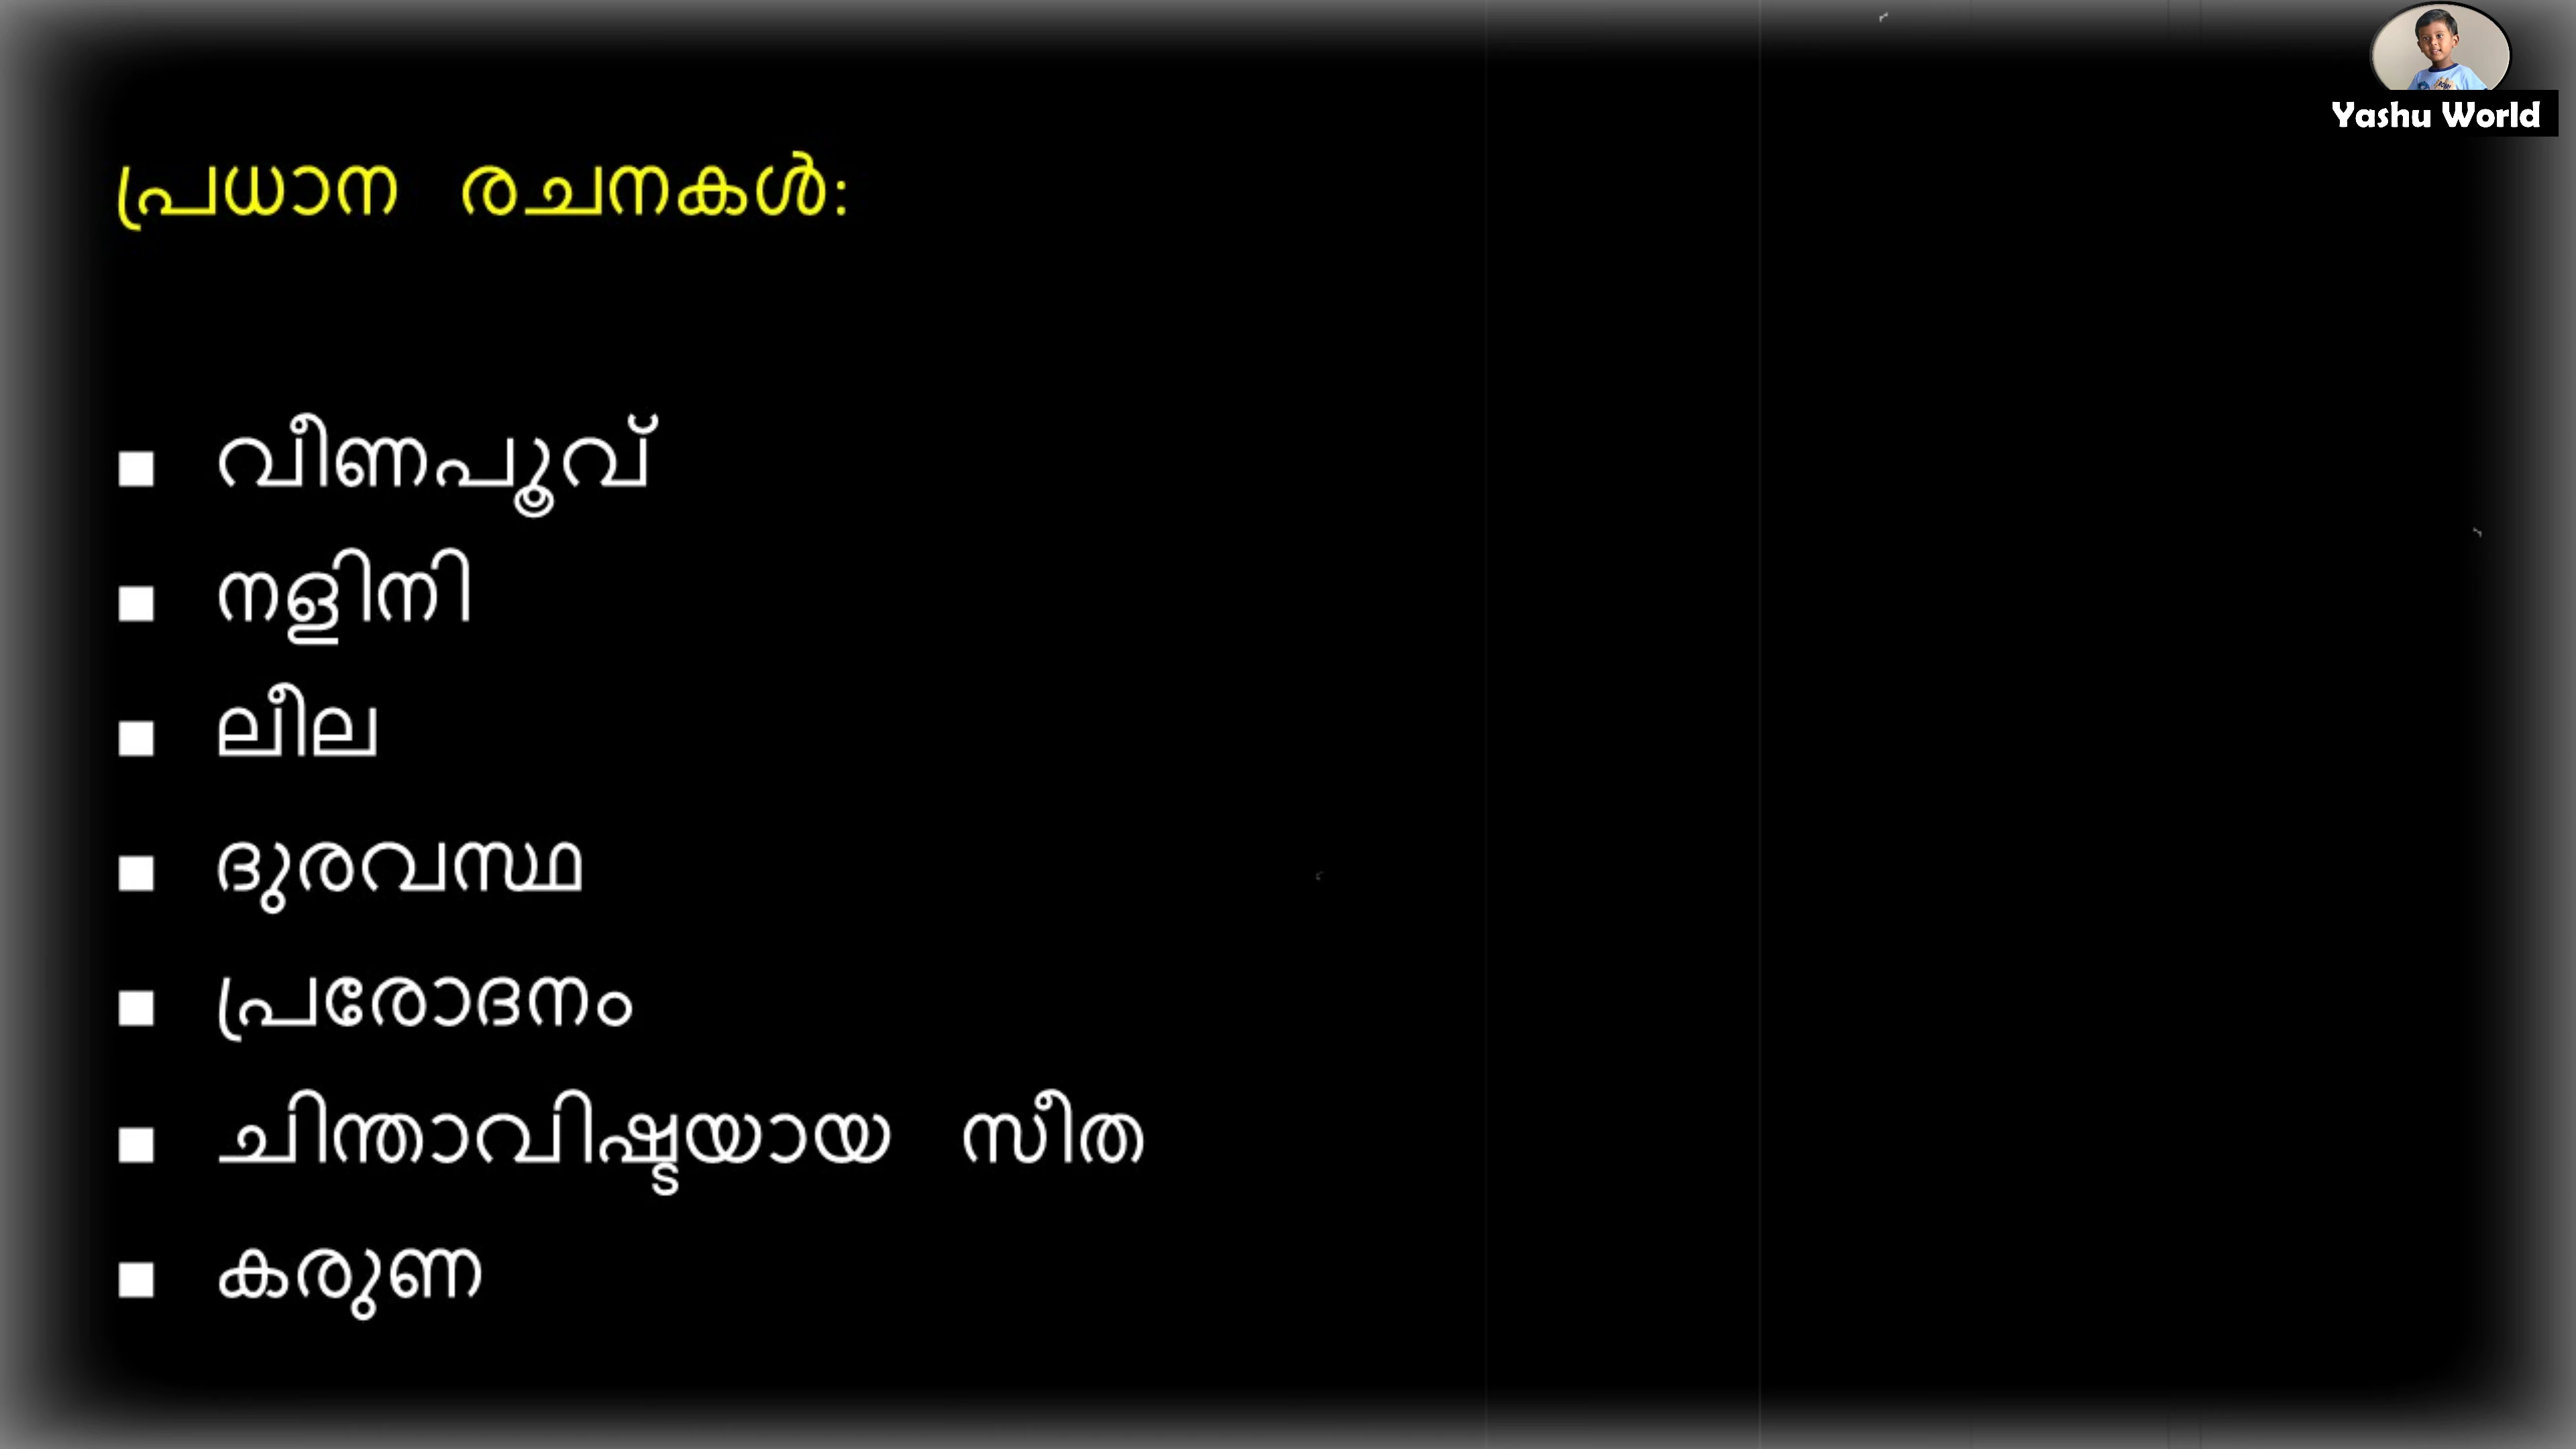 Yashu World
പ്രധാന രചനകൾ:
▪ വീണപൂവ്
▪ നളിനി
▪ ലീല
▪ ദുരവസ്ഥ
▪ പ്രരോദനം
▪ ചിന്താവിഷ്ടയായ സീത
▪ കരുണ